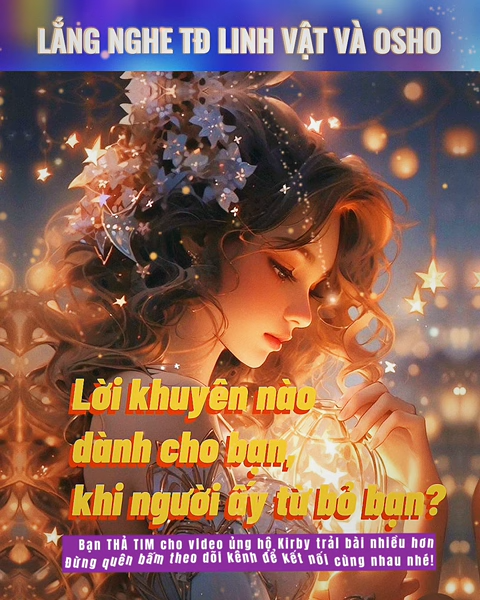 LẮNG NGHE TĐ LINH VẬT VÀ OSHO
Lời khuyên nào
dành cho bạn,
khi người ấy từ bỏ bạn?
Bạn THẢ TIM cho video ủng hộ Kirby trải bài nhiều hơn
Đừng quên bấm theo dõi Kênh để Kết nối cùng nhau nhé!